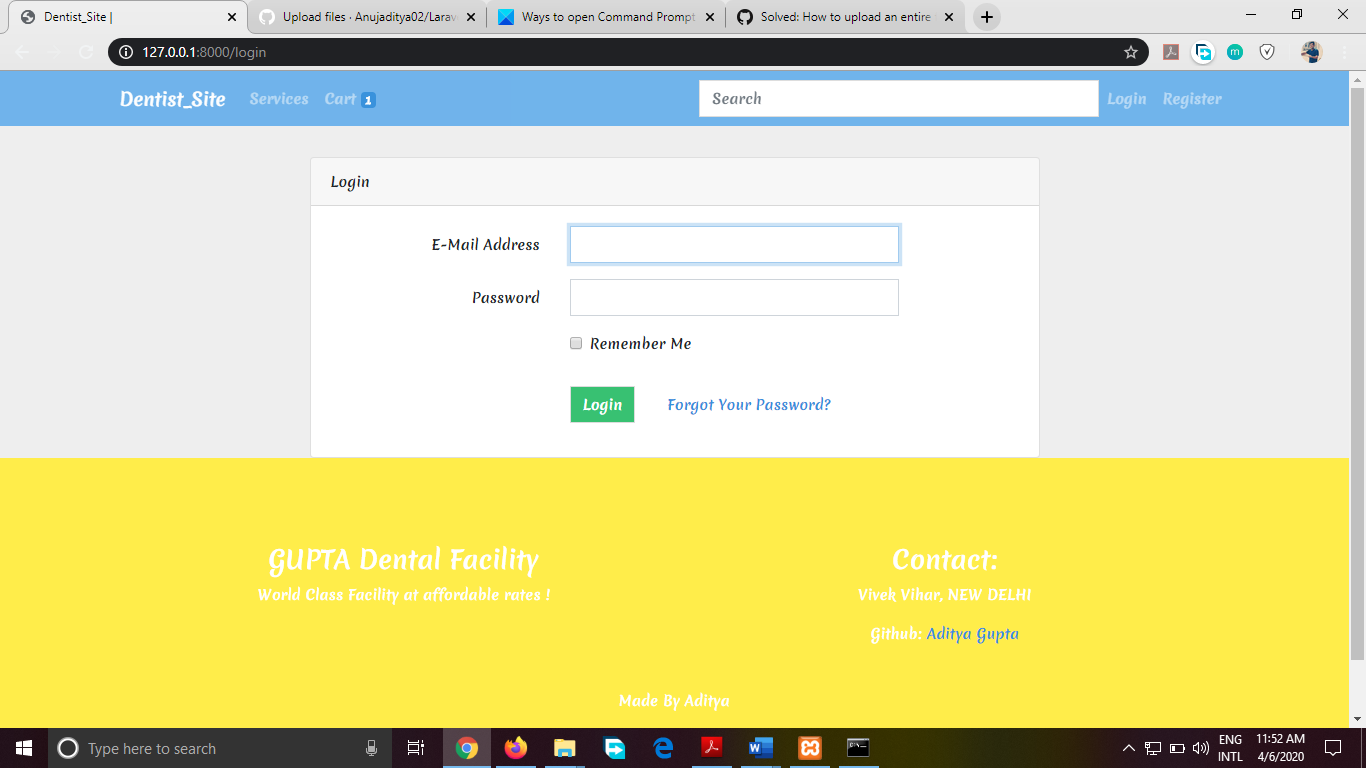 Dentist_Site |
Upload files · Anujaditya02/Larav
Ways to open Command Prompt
Solved: How to upload an entire
127.0.0.1:8000/login
Dentist_Site Services Cart 1 Search Login Register
Login
E-Mail Address
Password
Remember Me
Login Forgot Your Password?
GUPTA Dental Facility
World Class Facility at affordable rates !
Contact:
Vivek Vihar, NEW DELHI
Github: Aditya Gupta
Made By Aditya
Type here to search
ENG
INTL
11:52 AM
4/6/2020